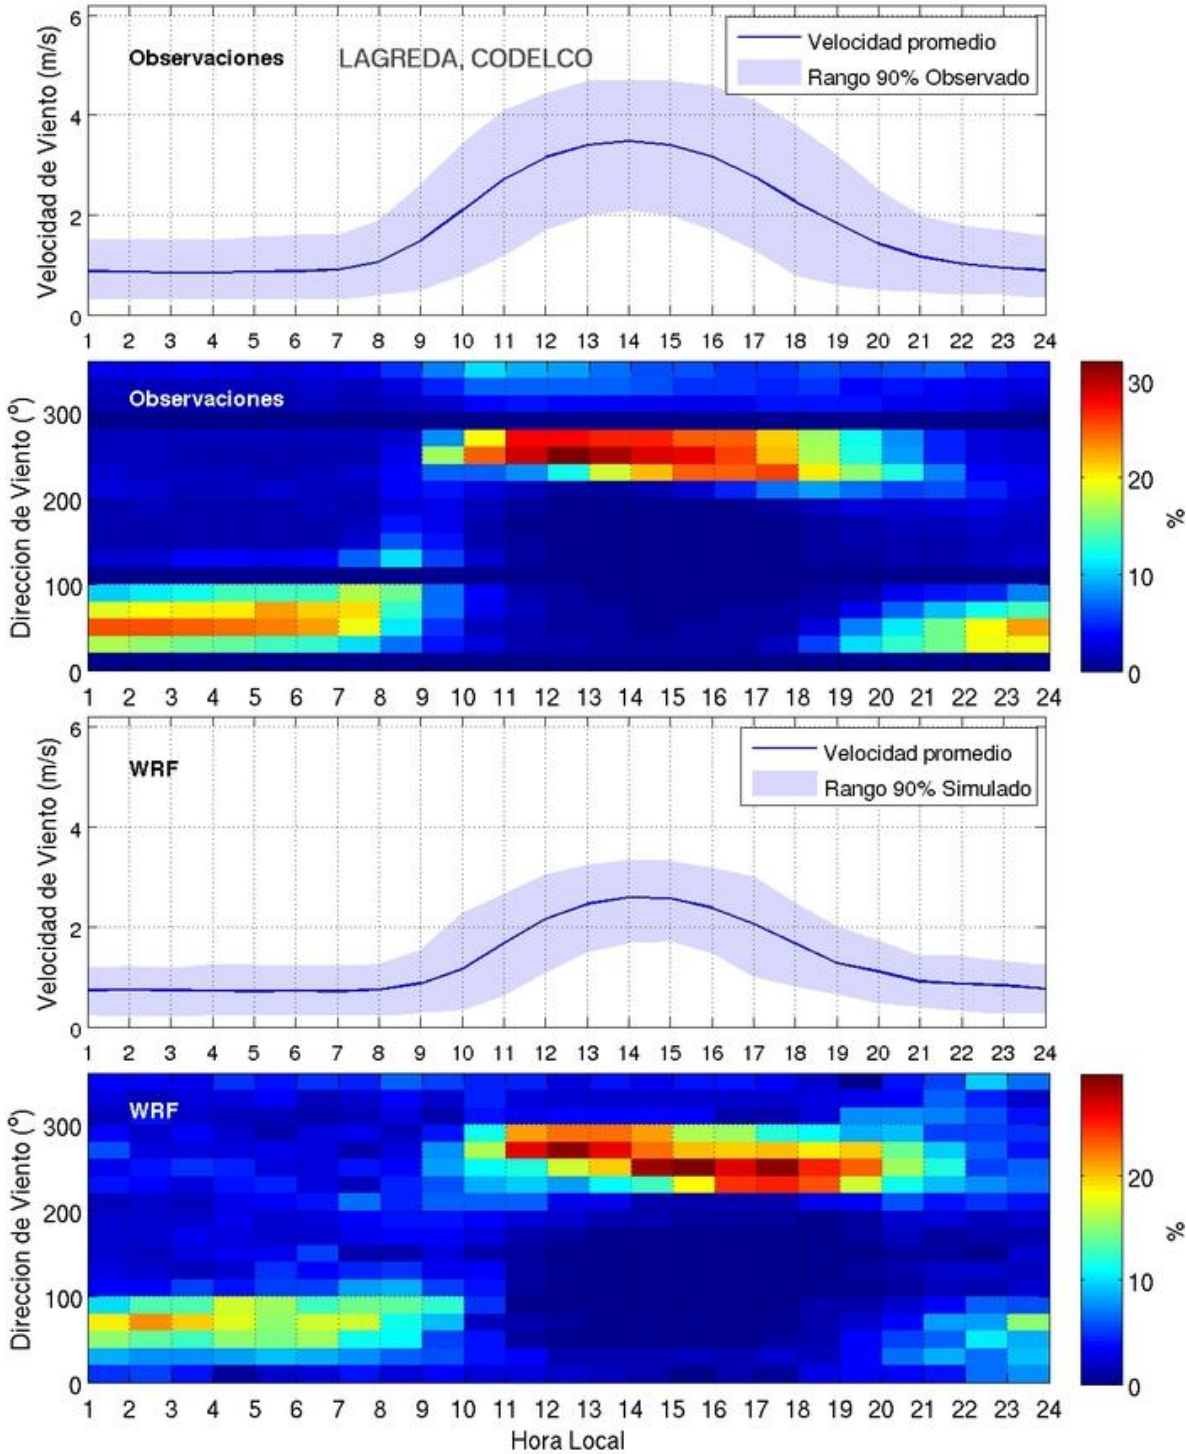 6
4
2
0
Velocidad de Viento (m/s)
Observaciones LAGREDA, CODELCO
Velocidad promedio
Rango 90% Observado
1 2 3 4 5 6 7 8 9 10 11 12 13 14 15 16 17 18 19 20 21 22 23 24
300
200
100
0
Direccion de Viento (º)
Observaciones
30
20
10
0
%
1 2 3 4 5 6 7 8 9 10 11 12 13 14 15 16 17 18 19 20 21 22 23 24
6
4
2
0
Velocidad de Viento (m/s)
WRF
Velocidad promedio
Rango 90% Simulado
1 2 3 4 5 6 7 8 9 10 11 12 13 14 15 16 17 18 19 20 21 22 23 24
300
200
100
0
Direccion de Viento (º)
WRF
20
10
0
%
1 2 3 4 5 6 7 8 9 10 11 12 13 14 15 16 17 18 19 20 21 22 23 24
Hora Local